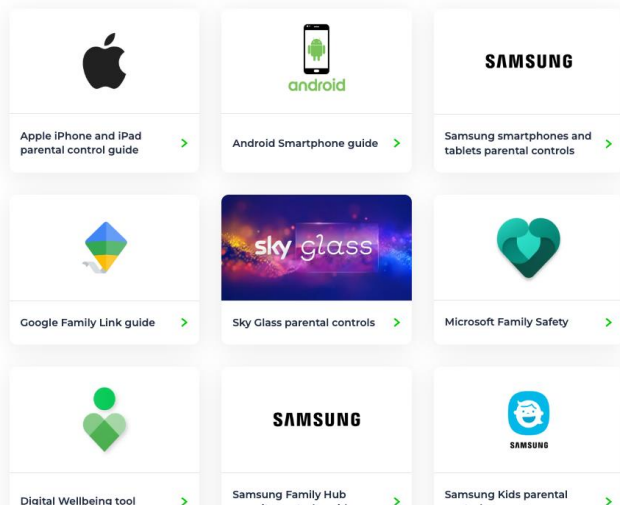 android
SAMSUNG
Apple iPhone and iPad
parental control guide
Android Smartphone guide
Samsung smartphones and
tablets parental controls
sky glass
Google Family Link guide
Sky Glass parental controls
Microsoft Family Safety
SAMSUNG
SAMSUNG
Digital Wellbeing tool
Samsung Family Hub
Samsung Kids parental